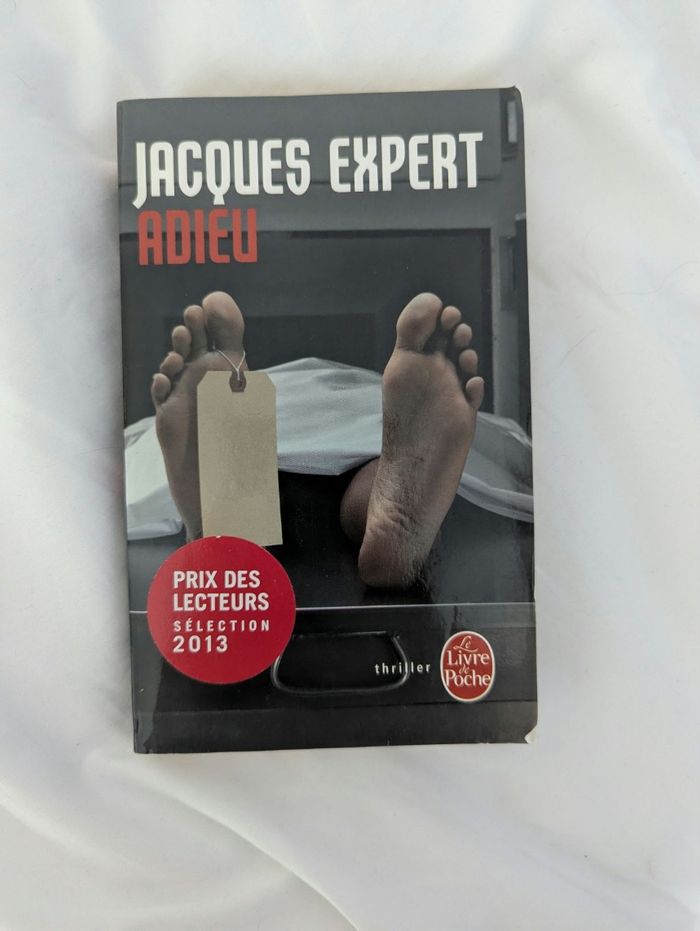 JACQUES EXPERT
ADIEU
PRIX DES
LECTEURS
SÉLECTION
2013
thriller
Le
Livre
de
Poche